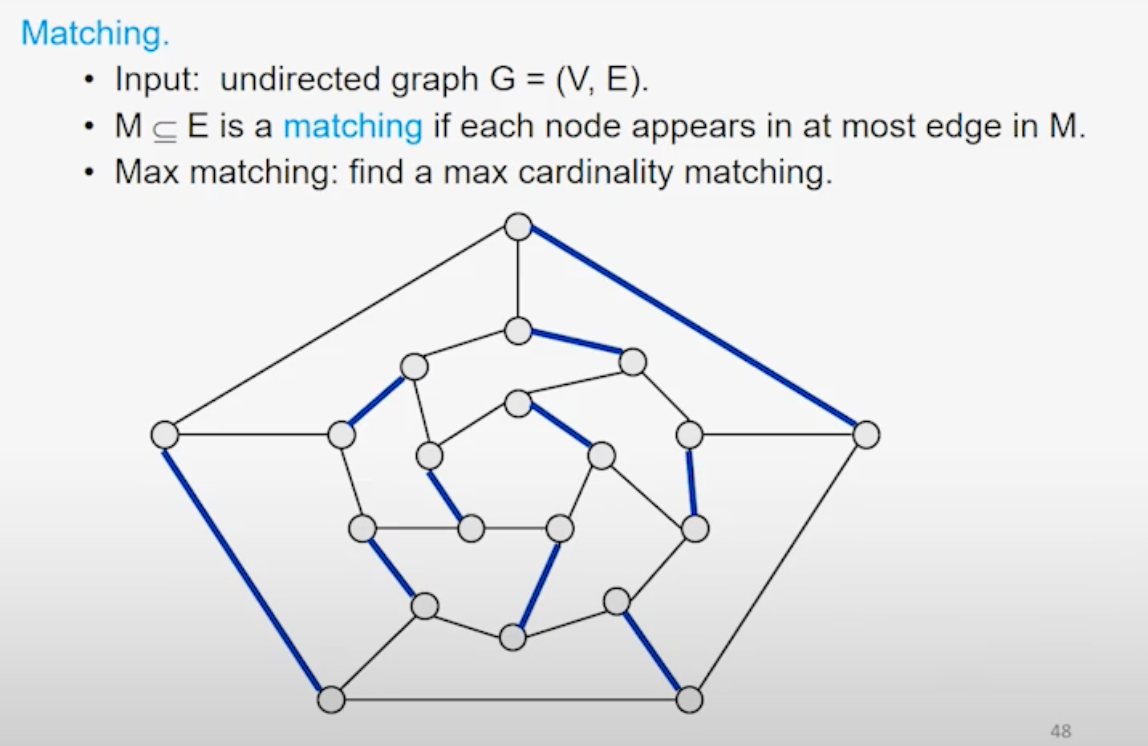 Matching.
• Input: undirected graph G = (V, E).
• M ⊆ E is a matching if each node appears in at most edge in M.
• Max matching: find a max cardinality matching.
48